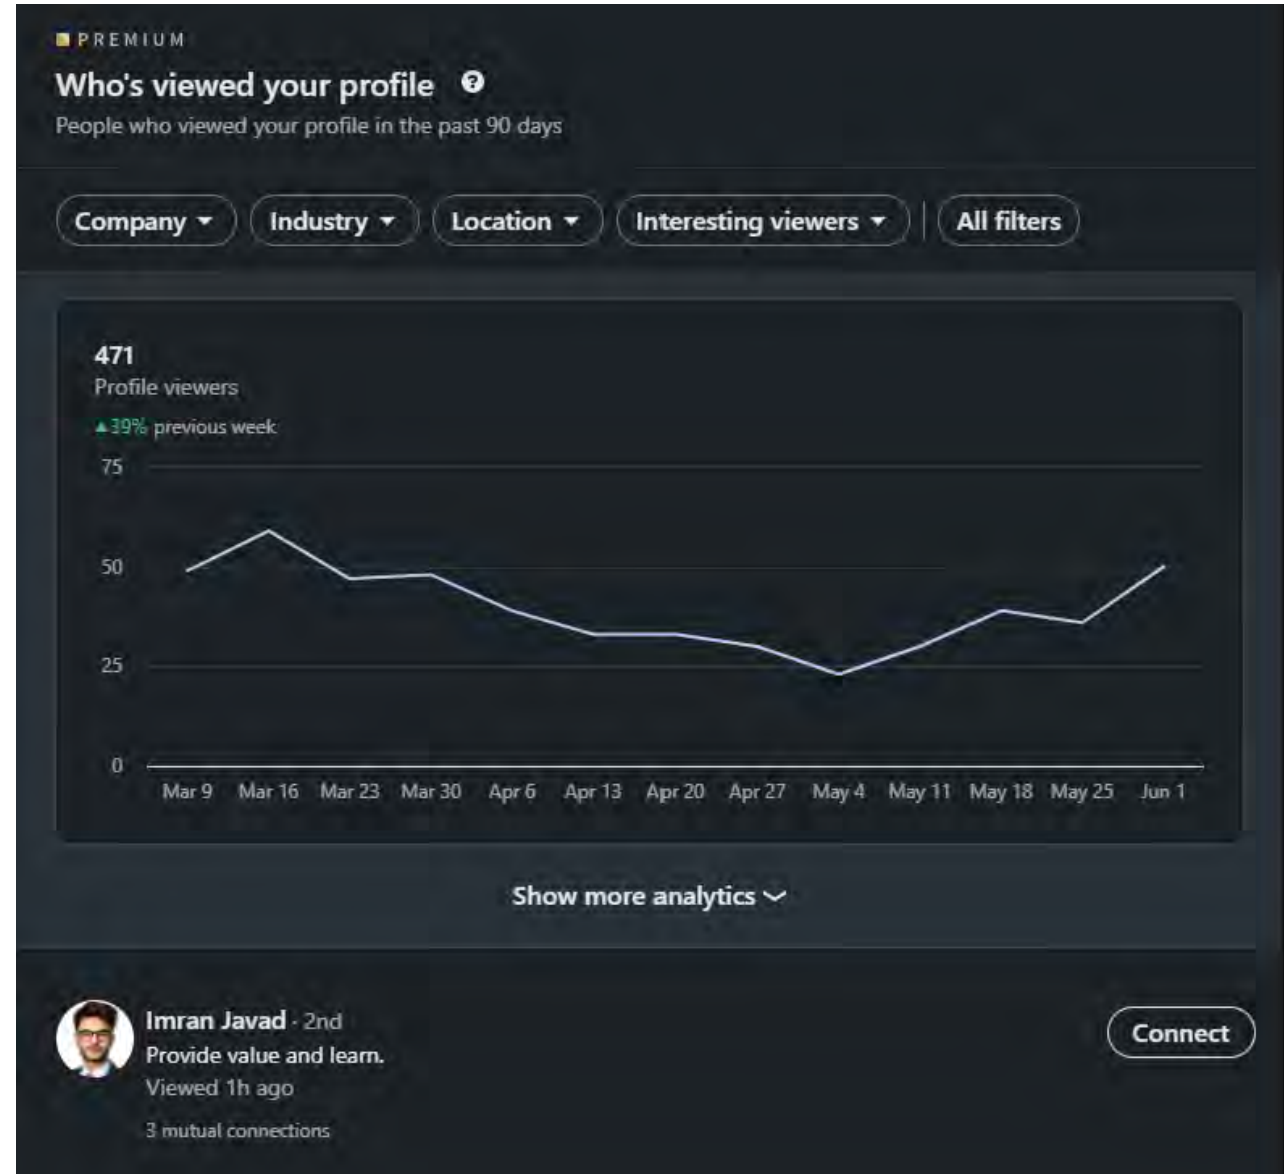 PREMIUM
Who's viewed your profile ?
People who viewed your profile in the past 90 days
Company Industry Location Interesting viewers All filters
471
Profile viewers
▲39% previous week
75
50
25
0
Mar 9 Mar 16 Mar 23 Mar 30 Apr 6 Apr 13 Apr 20 Apr 27 May 4 May 11 May 18 May 25 Jun 1
Show more analytics
Imran Javad · 2nd
Connect
Provide value and learn.
Viewed 1h ago
3 mutual connections